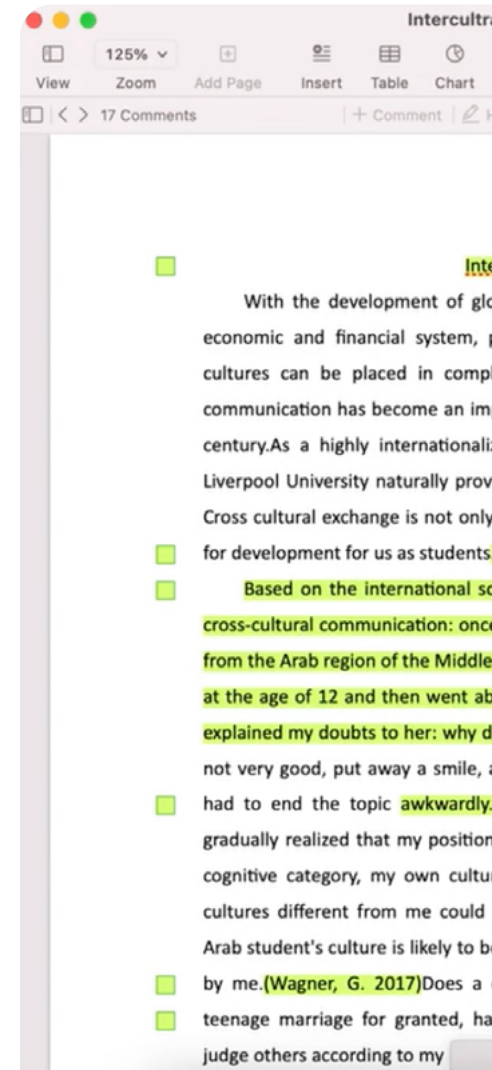 Intercultra
125%
View Zoom Add Page Insert Table Chart
17 Comments + Comment
Inte
With the development of glo
economic and financial system, p
cultures can be placed in compl
communication has become an imp
century.As a highly internationaliz
Liverpool University naturally prov
Cross cultural exchange is not only
for development for us as students
Based on the international sc
cross-cultural communication: once
from the Arab region of the Middle
at the age of 12 and then went ab
explained my doubts to her: why d
not very good, put away a smile, a
had to end the topic awkwardly.
gradually realized that my position
cognitive category, my own cultur
cultures different from me could
Arab student's culture is likely to be
by me.(Wagner, G. 2017)Does a
teenage marriage for granted, ha
judge others according to my